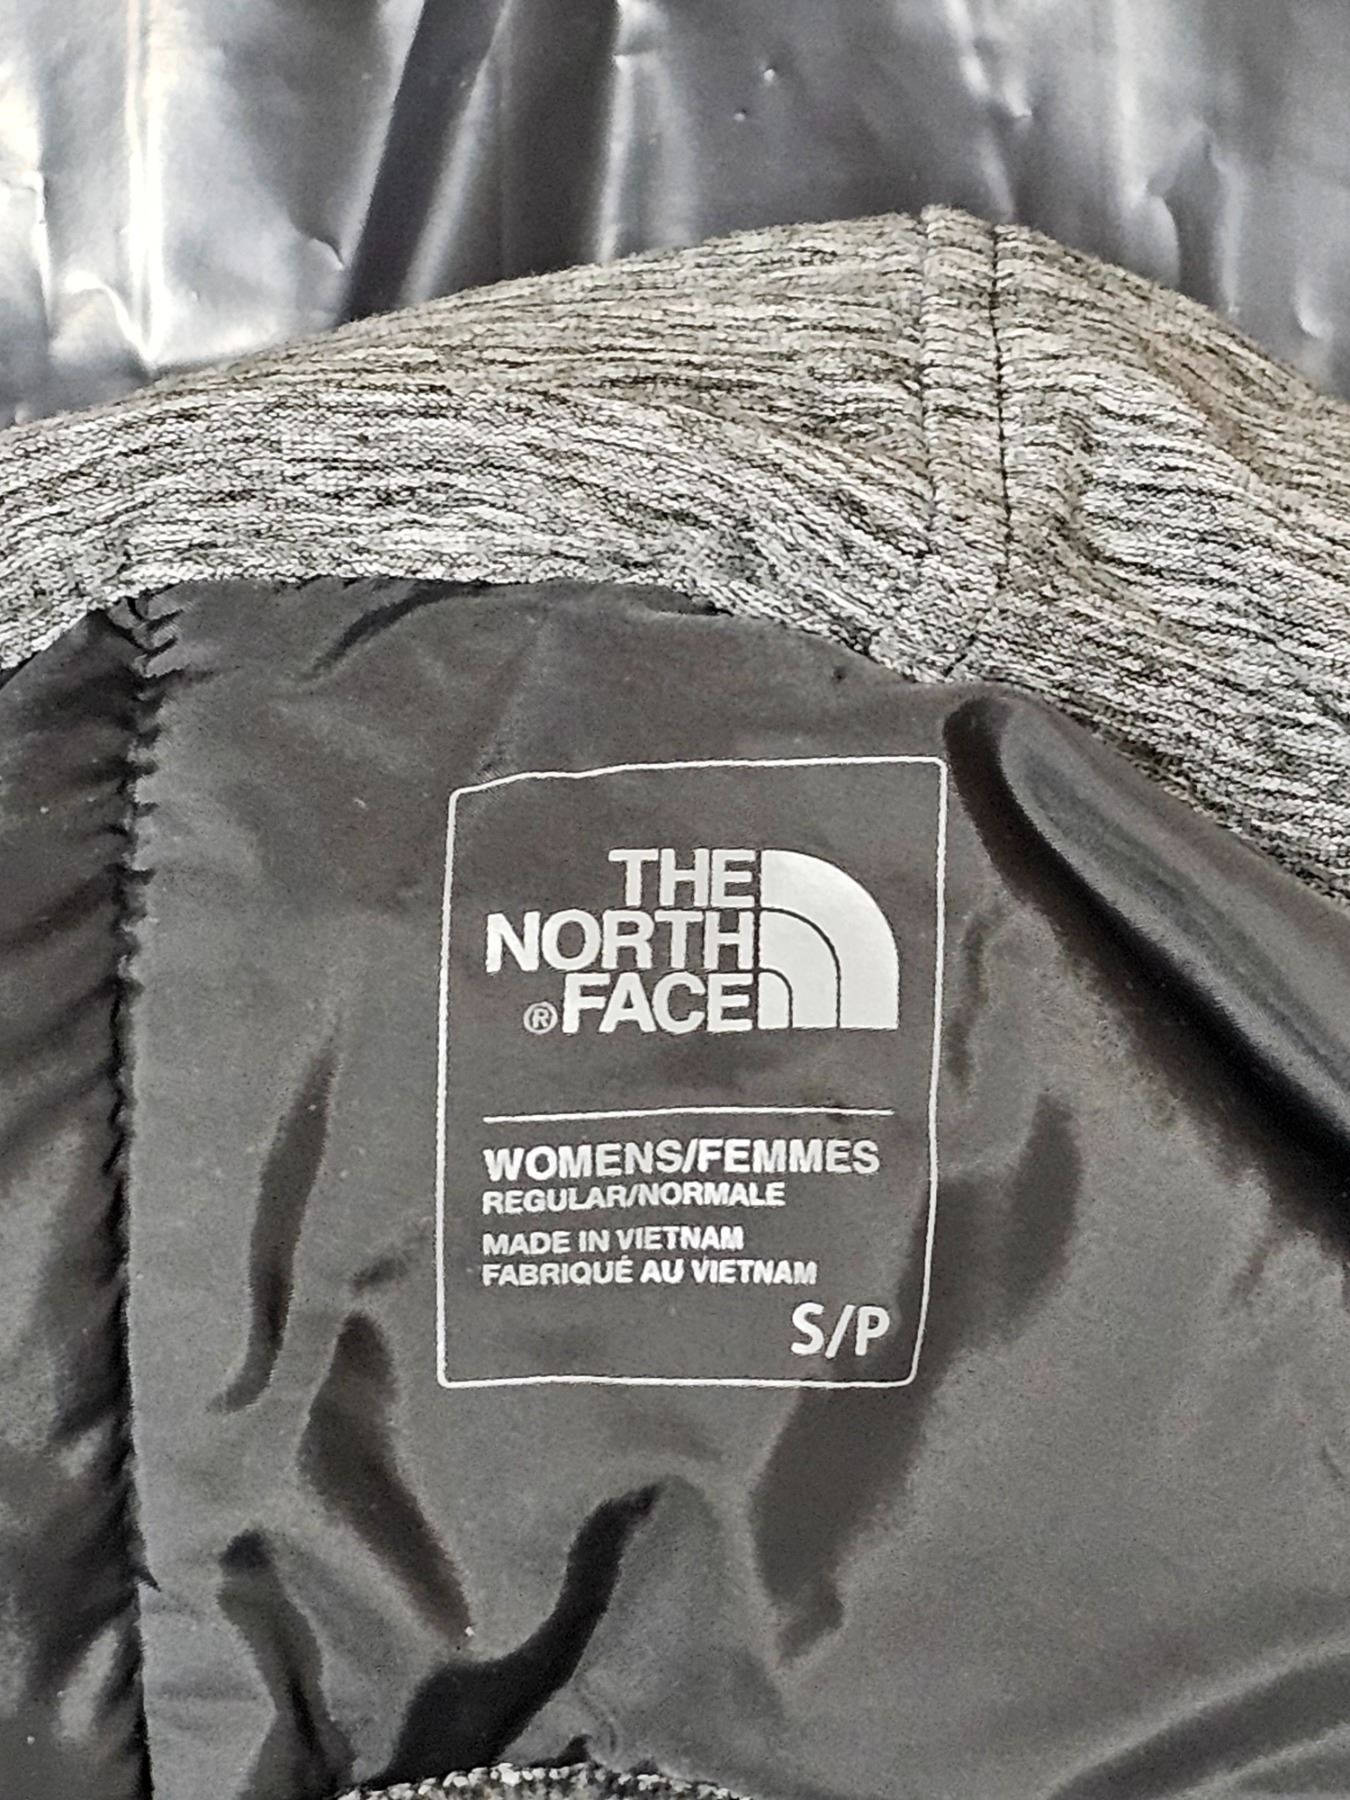 THE
NORTH
®FACE
WOMENS/FEMMES
REGULAR/NORMALE
MADE IN VIETNAM
FABRIQUÉ AU VIETNAM
S/P